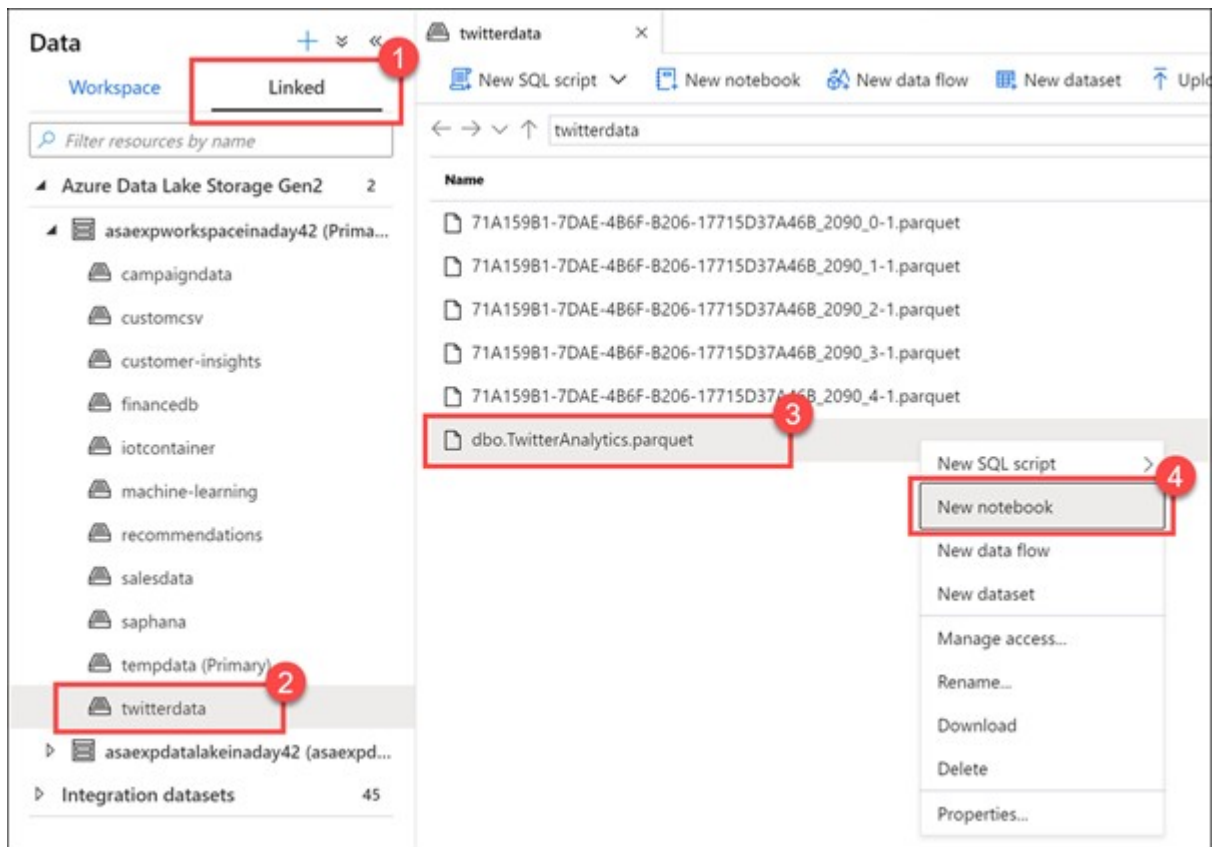 Data
1
Workspace
Linked
Filter resources by name
Azure Data Lake Storage Gen2 2
asaexpworkspaceinaday42 (Prima...
campaigndata
customcsv
customer-insights
financedb
iotcontainer
machine-learning
recommendations
salesdata
saphana
tempdata (Primary)
2
twitterdata
asaexpdatalakeinaday42 (asaexpd...
Integration datasets 45
twitterdata
New SQL script
New notebook
New data flow
New dataset
Uplo
twitterdata
Name
71A159B1-7DAE-4B6F-B206-17715D37A46B_2090_0-1.parquet
71A159B1-7DAE-4B6F-B206-17715D37A46B_2090_1-1.parquet
71A159B1-7DAE-4B6F-B206-17715D37A46B_2090_2-1.parquet
71A159B1-7DAE-4B6F-B206-17715D37A46B_2090_3-1.parquet
71A159B1-7DAE-4B6F-B206-17715D37A46B_2090_4-1.parquet
3
dbo.TwitterAnalytics.parquet
New SQL script
4
New notebook
New data flow
New dataset
Manage access...
Rename...
Download
Delete
Properties...